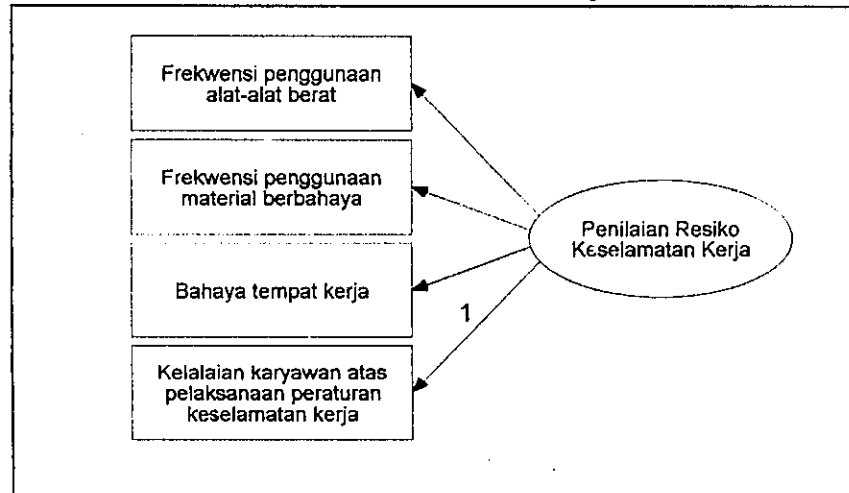 Frekwensi penggunaan
alat-alat berat
Frekwensi penggunaan
material berbahaya
Bahaya tempat kerja
Kelalaian karyawan atas
pelaksanaan peraturan
keselamatan kerja
Penilaian Resiko
Keselamatan Kerja
1